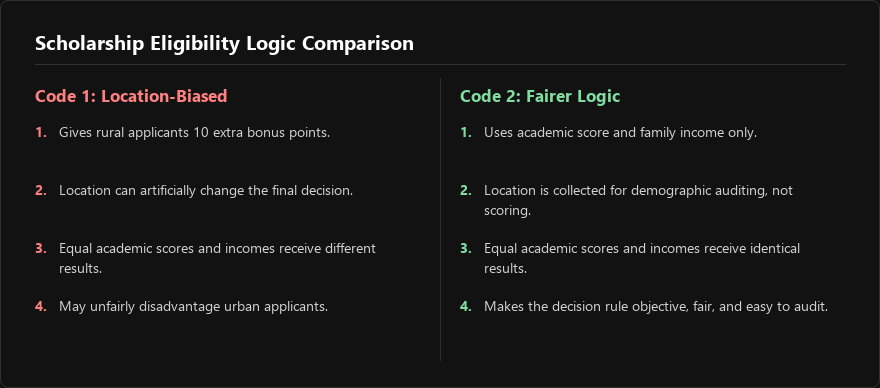 Scholarship Eligibility Logic Comparison
Code 1: Location-Biased
1. Gives rural applicants 10 extra bonus points.
2. Location can artificially change the final decision.
3. Equal academic scores and incomes receive different
results.
4. May unfairly disadvantage urban applicants.
Code 2: Fairer Logic
1. Uses academic score and family income only.
2. Location is collected for demographic auditing, not
scoring.
3. Equal academic scores and incomes receive identical
results.
4. Makes the decision rule objective, fair, and easy to audit.